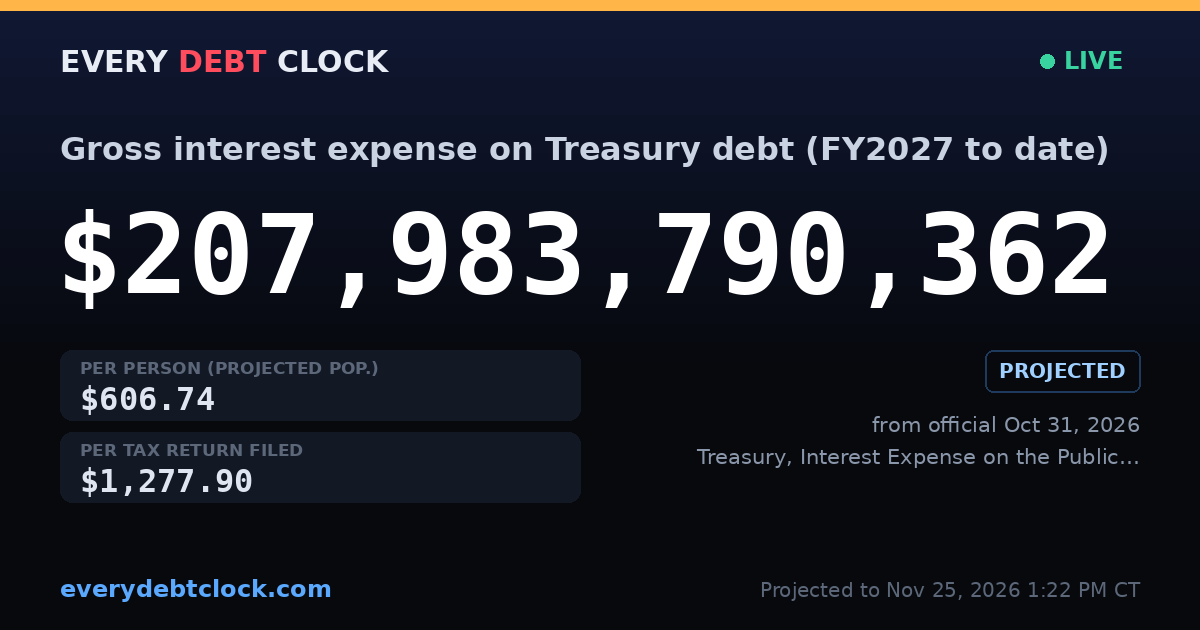 EVERY DEBT CLOCK
LIVE
Gross interest expense on Treasury debt (FY2027 to date)
$207,983,790,362
PER PERSON (PROJECTED POP.)
$606.74
PROJECTED
from official Oct 31, 2026
Treasury, Interest Expense on the Public…
PER TAX RETURN FILED
$1,277.90
everydebtclock.com
Projected to Nov 25, 2026 1:22 PM CT